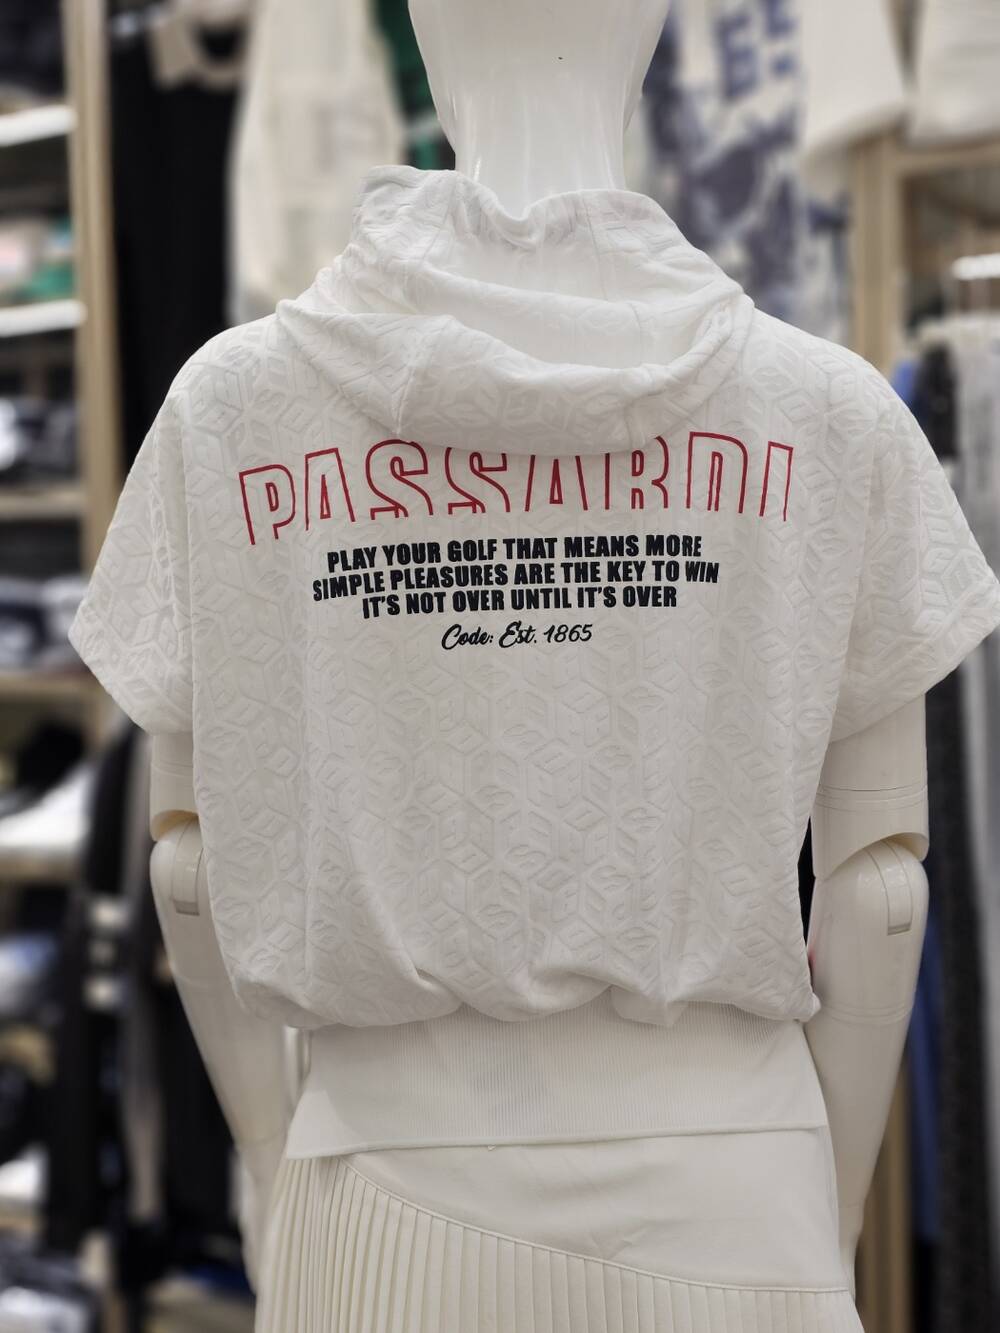 PASSARDI
PLAY YOUR GOLF THAT MEANS MORE
SIMPLE PLEASURES ARE THE KEY TO WIN
IT'S NOT OVER UNTIL IT'S OVER
Code: Est. 1865